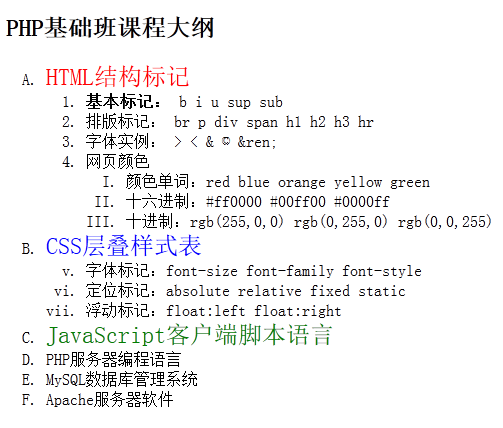 PHP基础班课程大纲
A. HTML结构标记
1. 基本标记： b i u sup sub
2. 排版标记： br p div span h1 h2 h3 hr
3. 字体实例： > < & © &ren;
4. 网页颜色
I. 颜色单词：red blue orange yellow green
II. 十六进制：#ff0000 #00ff00 #0000ff
III. 十进制：rgb(255,0,0) rgb(0,255,0) rgb(0,0,255)
B. CSS层叠样式表
v. 字体标记：font-size font-family font-style
vi. 定位标记：absolute relative fixed static
vii. 浮动标记：float:left float:right
C. JavaScript客户端脚本语言
D. PHP服务器编程语言
E. MySQL数据库管理系统
F. Apache服务器软件